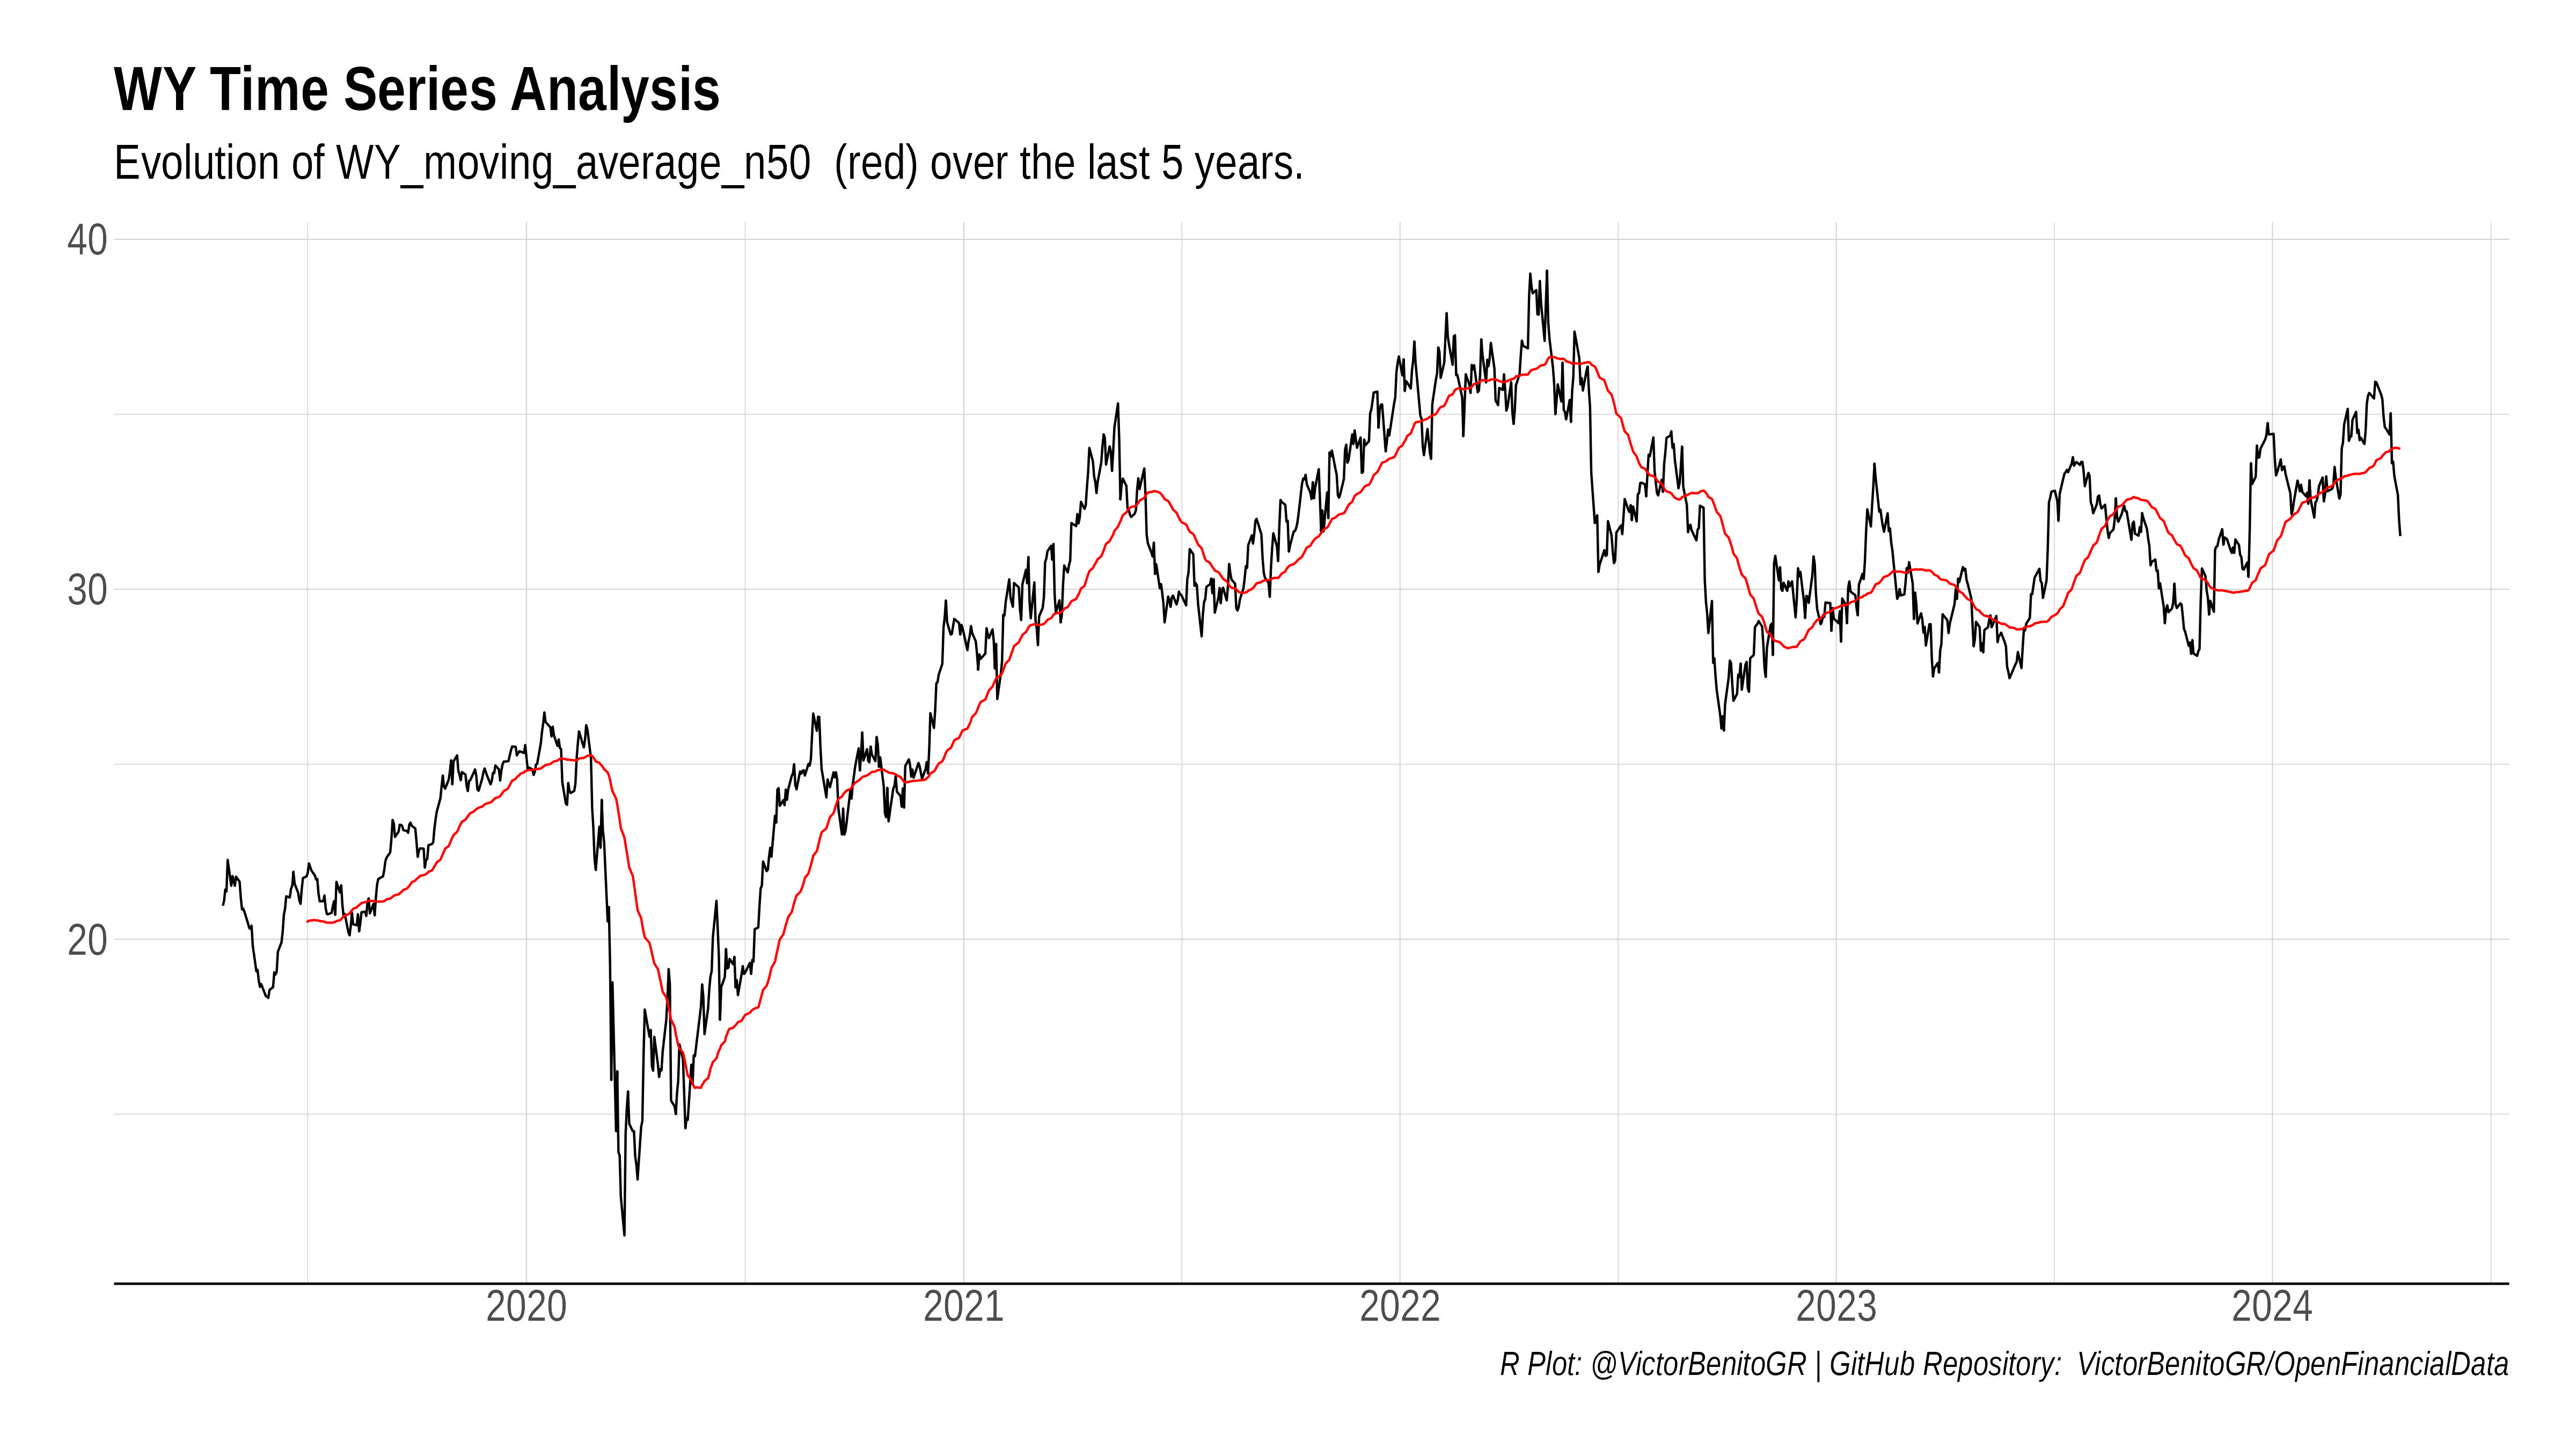 WY Time Series Analysis
Evolution of WY_moving_average_n50  (red) over the last 5 years.
40
30
20
2020 2021 2022 2023 2024
R Plot: @VictorBenitoGR | GitHub Repository:  VictorBenitoGR/OpenFinancialData